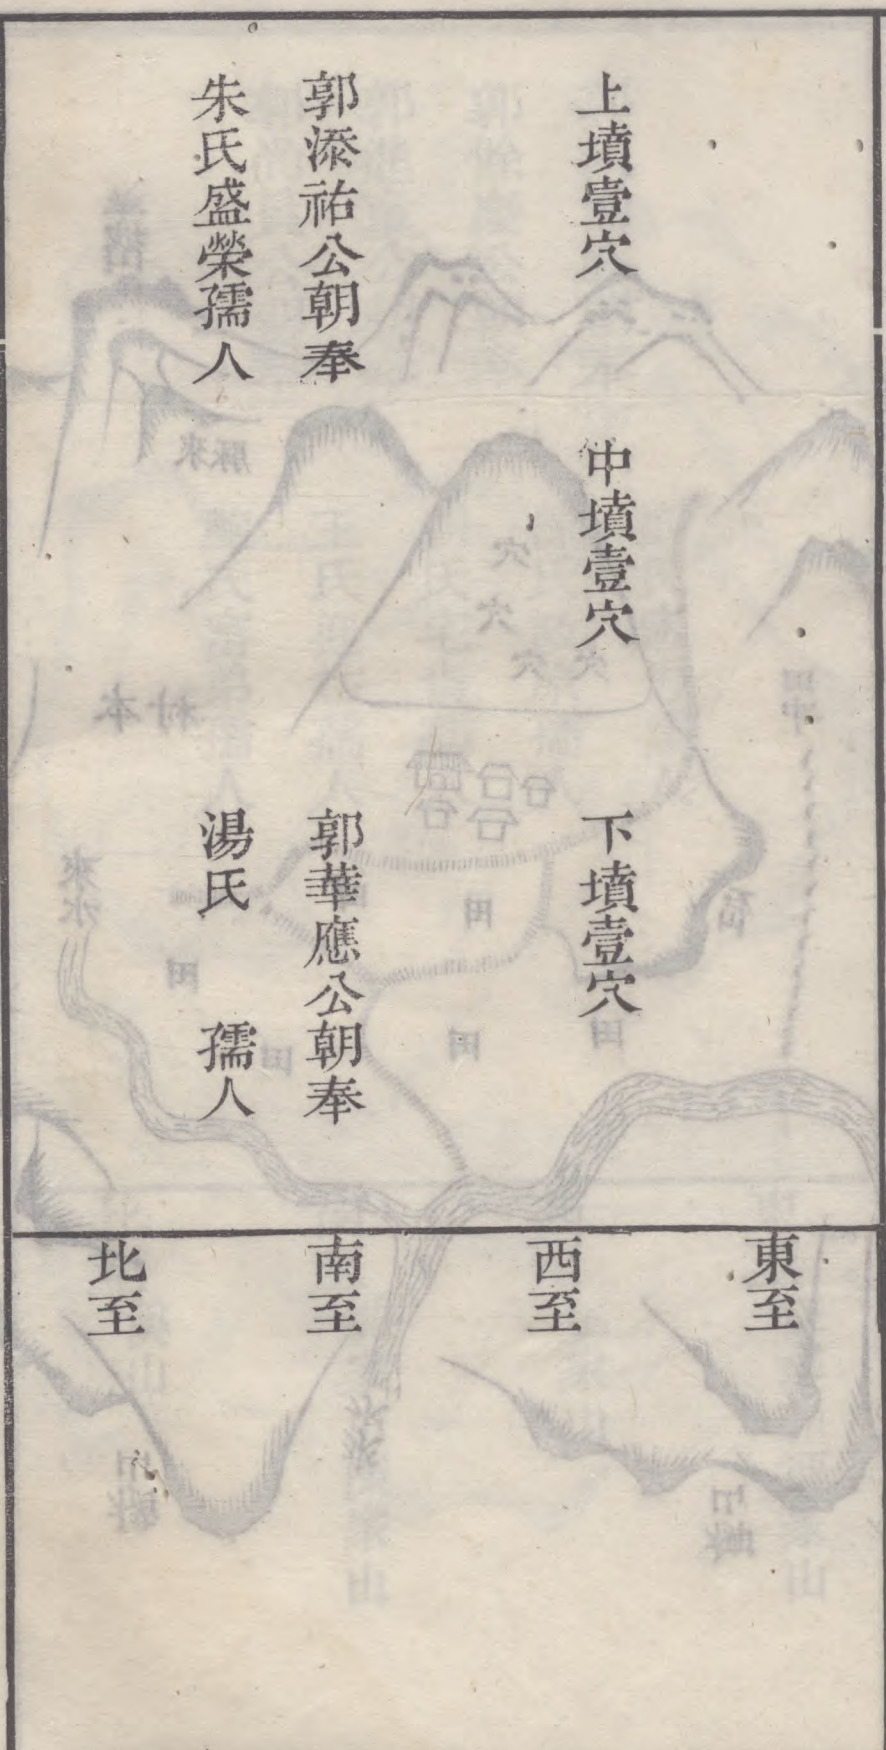 上墳壹穴
中墳壹穴
下墳壹穴
郭添祐公朝奉
郭華應公朝奉
朱氏盛榮孺人
湯氏 孺人
東至
西至
南至
北至